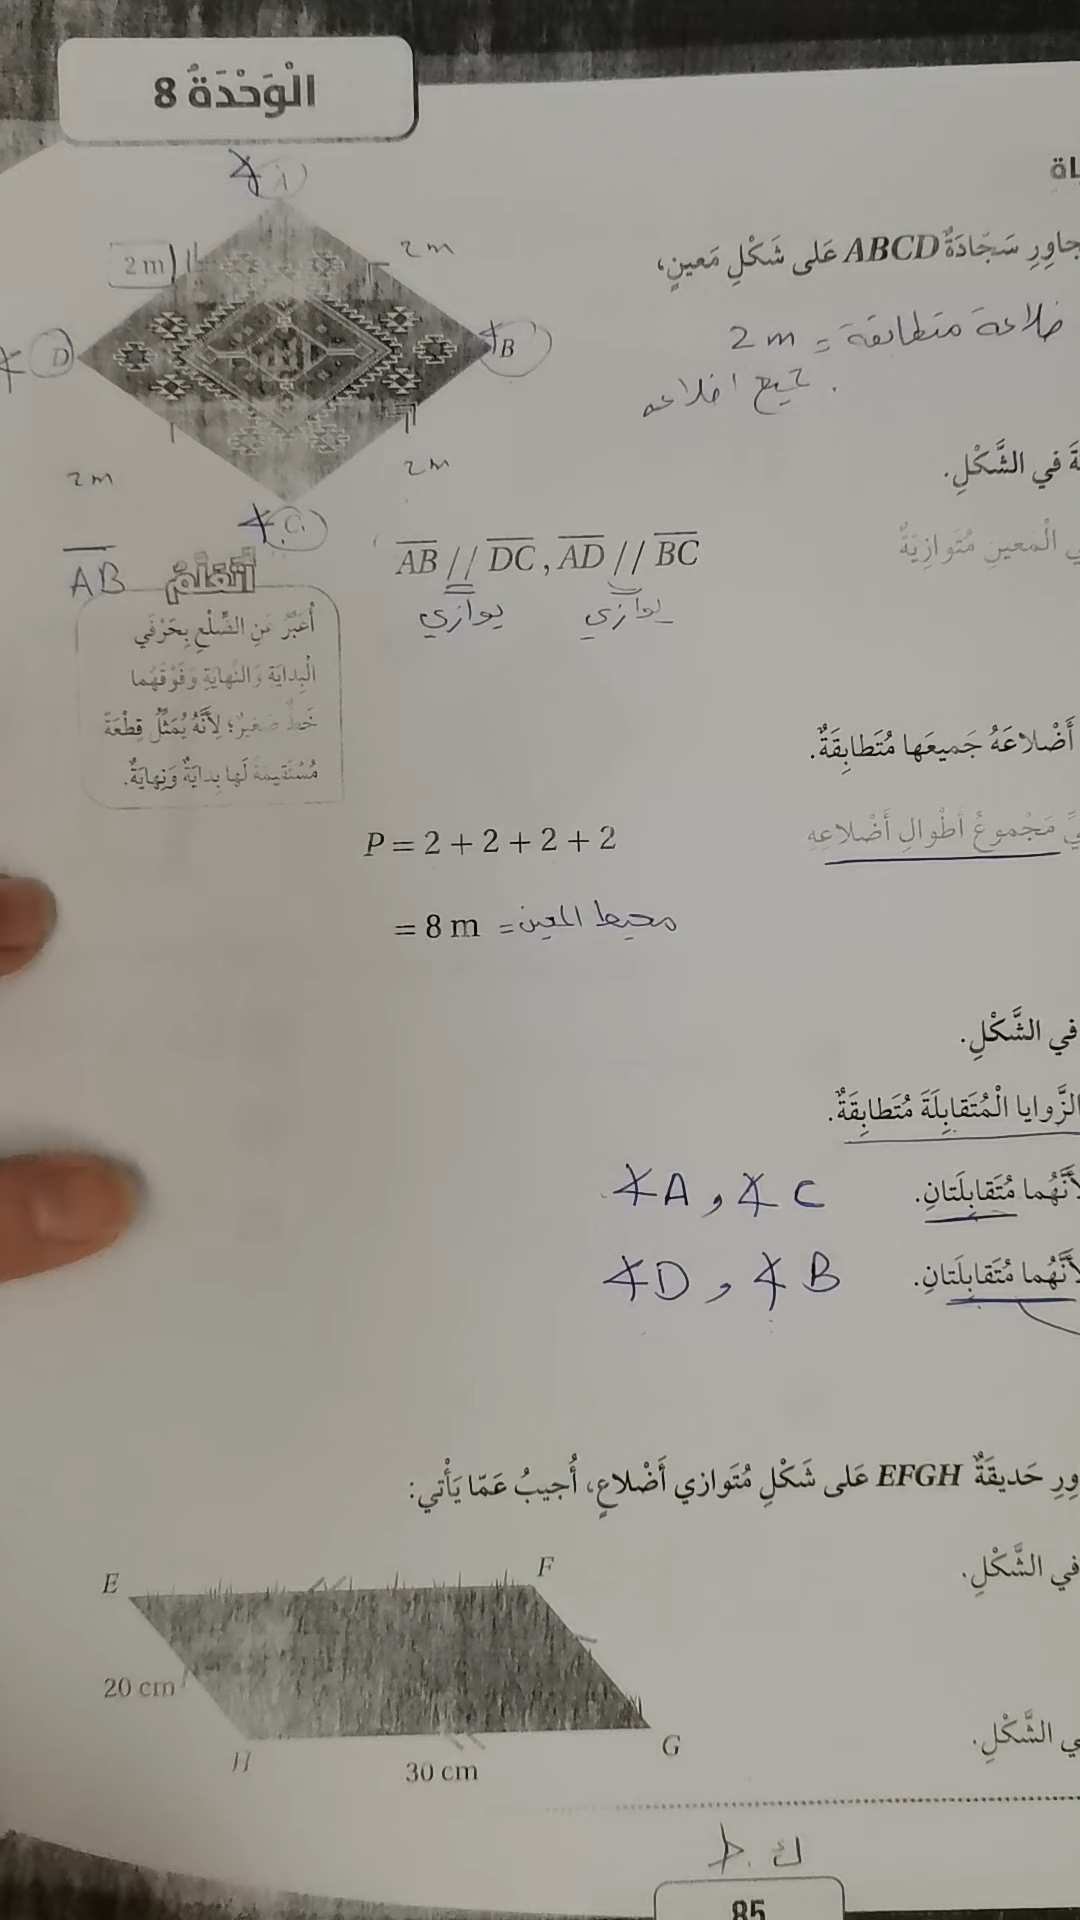 الْوَحْدَةُ 8
A
2 m
2 m
جاوِرِ سَجّادَةٌ ABCD عَلى شَكْلِ مَعينٍ،
متطابقة = 2 m
D
B
جميع اضلاعه
2 m
2 m
في الشَّكْلِ.
C
AB // DC , AD // BC
الْمَعينِ مُتَوازِيَةٌ
AB
أَتَعَلَّمُ
يوازي
يوازي
أُعَبِّرُ عَنِ الضِّلْعِ بِحَرْفَيِ
الْبِدايَةِ وَالنِّهايَةِ وَفَوْقَهُما
خَطٌّ صَغيرٌ؛ لِأَنَّهُ يُمَثِّلُ قِطْعَةً
مُسْتَقيمَةً لَها بِدايَةٌ وَنِهايَةٌ.
أَضْلاعَهُ جَميعَها مُتَطابِقَةٌ.
P = 2 + 2 + 2 + 2
مَجْموعُ أَطْوالِ أَضْلاعِهِ
= 8 m = محيط المعين
في الشَّكْلِ.
الزَّوايا الْمُتَقابِلَةَ مُتَطابِقَةٌ.
لِأَنَّهُما مُتَقابِلَتانِ. ∢A , ∢C
لِأَنَّهُما مُتَقابِلَتانِ. ∢D , ∢B
حَديقَةٌ EFGH عَلى شَكْلِ مُتَوازي أَضْلاعٍ، أُجيبُ عَمّا يَأْتي:
E
F
في الشَّكْلِ.
20 cm
H
G
الشَّكْلِ.
30 cm
85